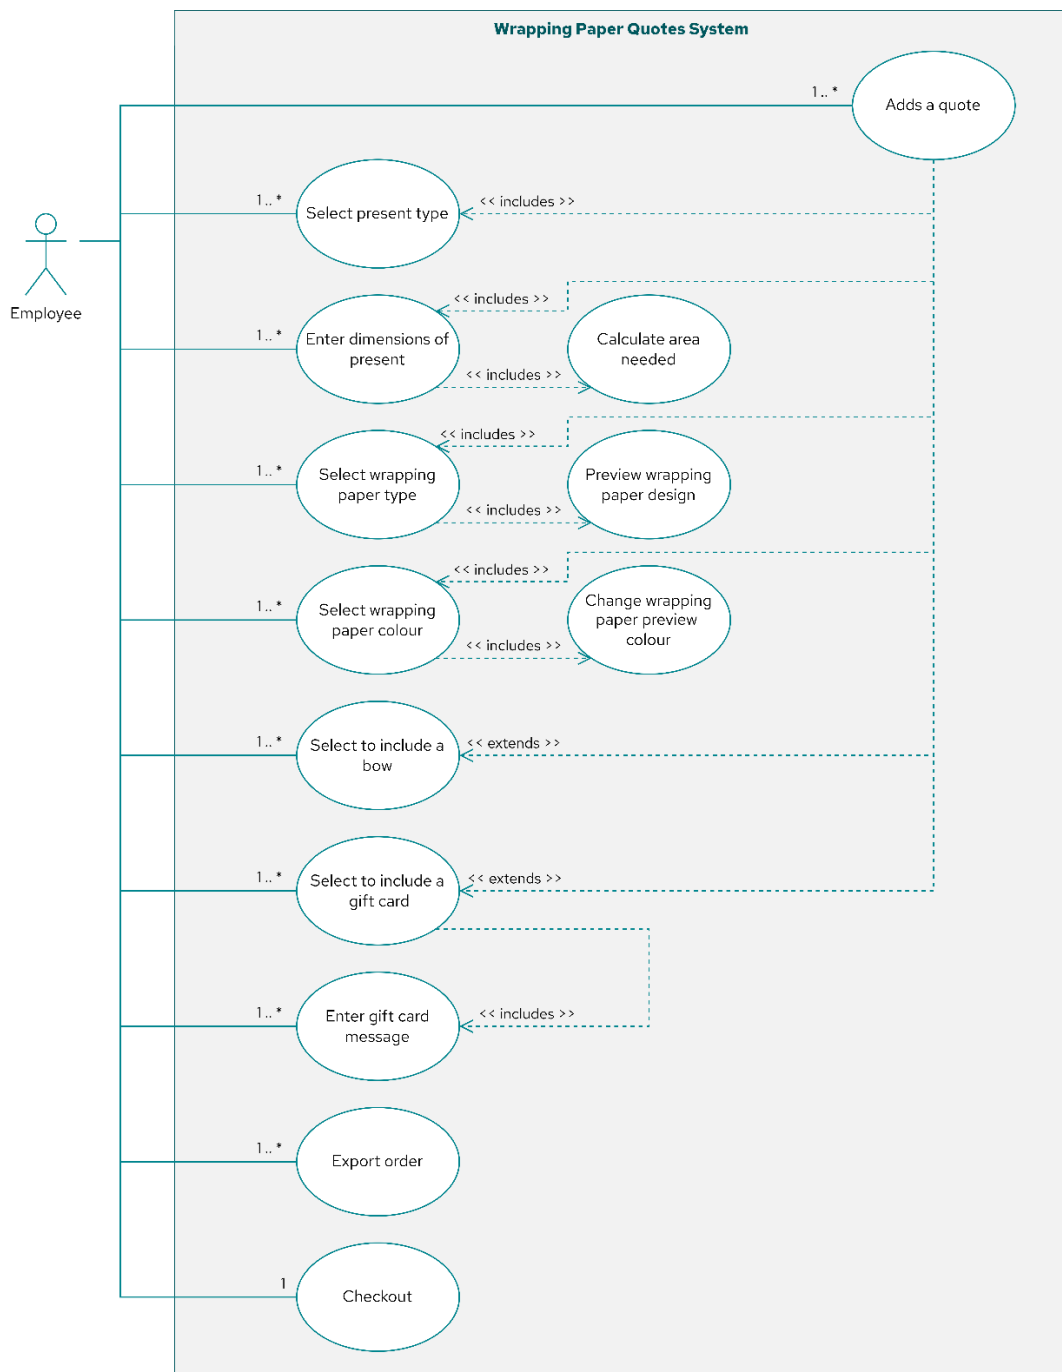 Wrapping Paper Quotes System
1.. *
Adds a quote
1.. *
Select present type
<< includes >>
Employee
<< includes >>
1.. *
Enter dimensions of
present
Calculate area
needed
<< includes >>
<< includes >>
1.. *
Select wrapping
paper type
Preview wrapping
paper design
<< includes >>
<< includes >>
1.. *
Select wrapping
paper colour
Change wrapping
paper preview
colour
<< includes >>
1.. *
Select to include a
bow
<< extends >>
1.. *
Select to include a
gift card
<< extends >>
1.. *
Enter gift card
message
<< includes >>
1.. *
Export order
1
Checkout